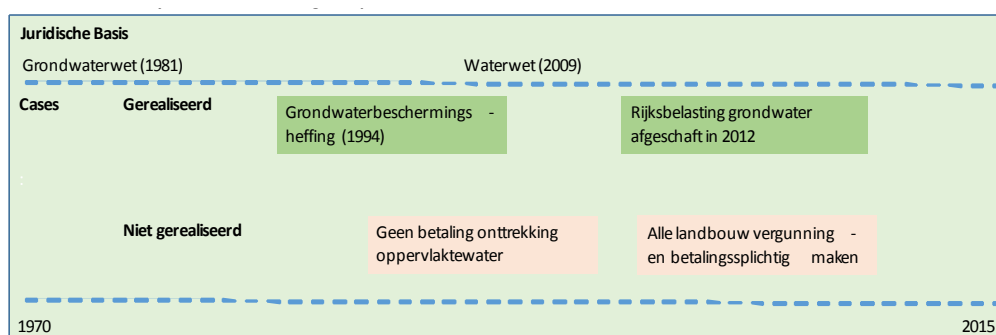 Juridische Basis
Grondwaterwet (1981) Waterwet (2009)
Cases Gerealiseerd
Grondwaterbeschermings -
heffing (1994)
Rijksbelasting grondwater
afgeschaft in 2012
:
Niet gerealiseerd
Geen betaling onttrekking
oppervlaktewater
Alle landbouw vergunning -
en betalingssplichtig maken
1970 2015